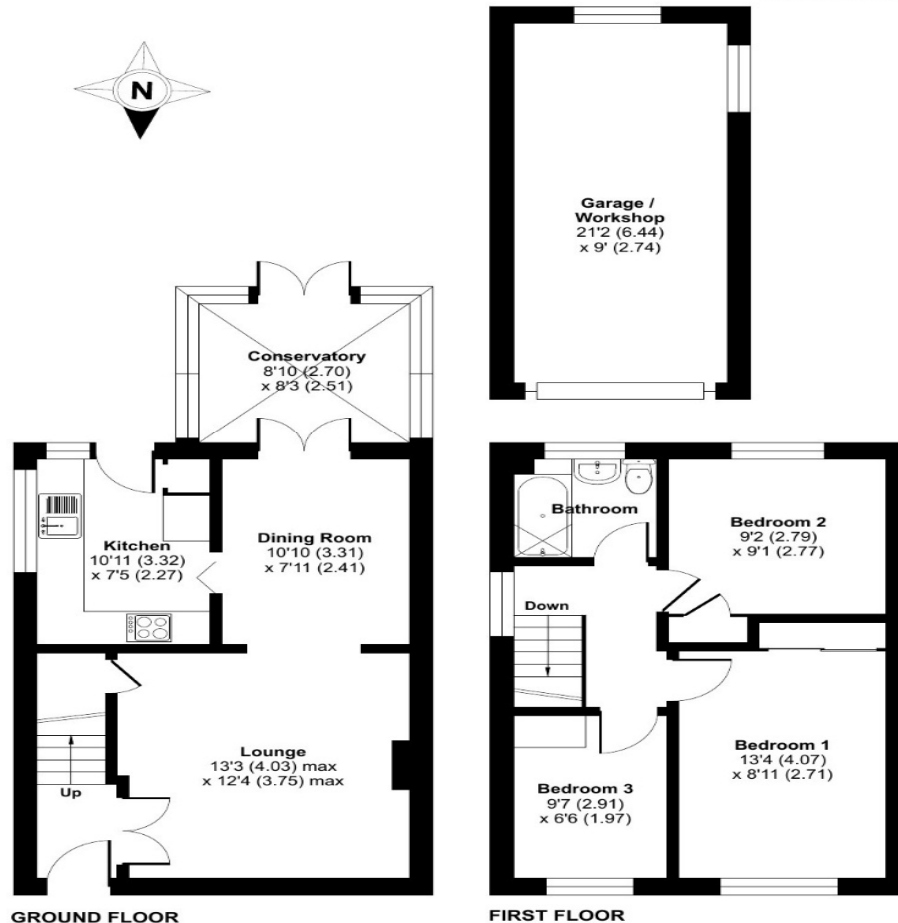 N
Garage /
Workshop
21'2 (6.44)
x 9' (2.74)
Conservatory
8'10 (2.70)
x 8'3 (2.51)
Kitchen
10'11 (3.32)
x 7'5 (2.27)
Dining Room
10'10 (3.31)
x 7'11 (2.41)
Lounge
13'3 (4.03) max
x 12'4 (3.75) max
Up
GROUND FLOOR
Bathroom
Bedroom 2
9'2 (2.79)
x 9'1 (2.77)
Down
Bedroom 1
13'4 (4.07)
x 8'11 (2.71)
Bedroom 3
9'7 (2.91)
x 6'6 (1.97)
FIRST FLOOR